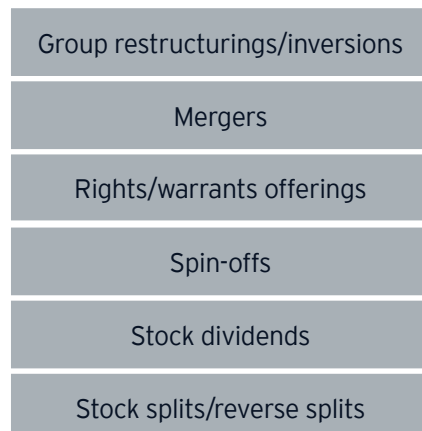 Group restructurings/inversions
Mergers
Rights/warrants offerings
Spin-offs
Stock dividends
Stock splits/reverse splits